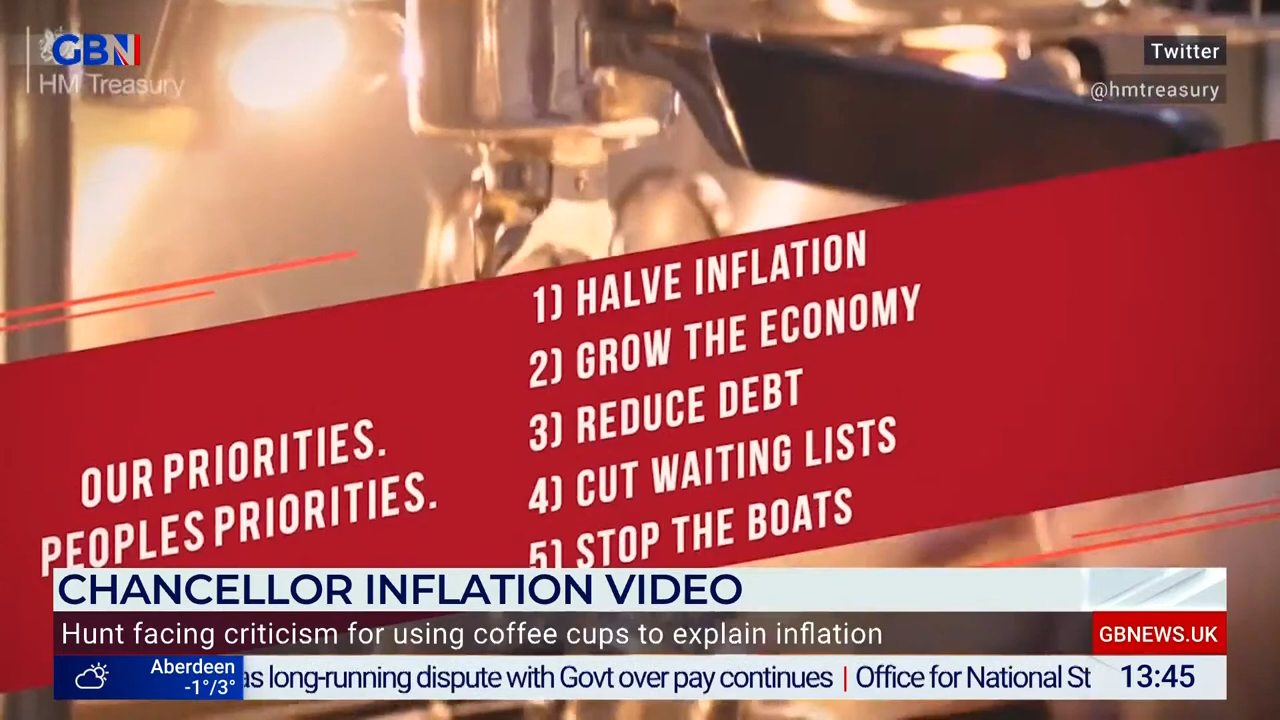 GBN
HM Treasury
Twitter
@hmtreasury
OUR PRIORITIES.
PEOPLES PRIORITIES.
1) HALVE INFLATION
2) GROW THE ECONOMY
3) REDUCE DEBT
4) CUT WAITING LISTS
5) STOP THE BOATS
CHANCELLOR INFLATION VIDEO
Hunt facing criticism for using coffee cups to explain inflation
GBNEWS.UK
Aberdeen
-1°/3°
as long-running dispute with Govt over pay continues | Office for National St
13:45